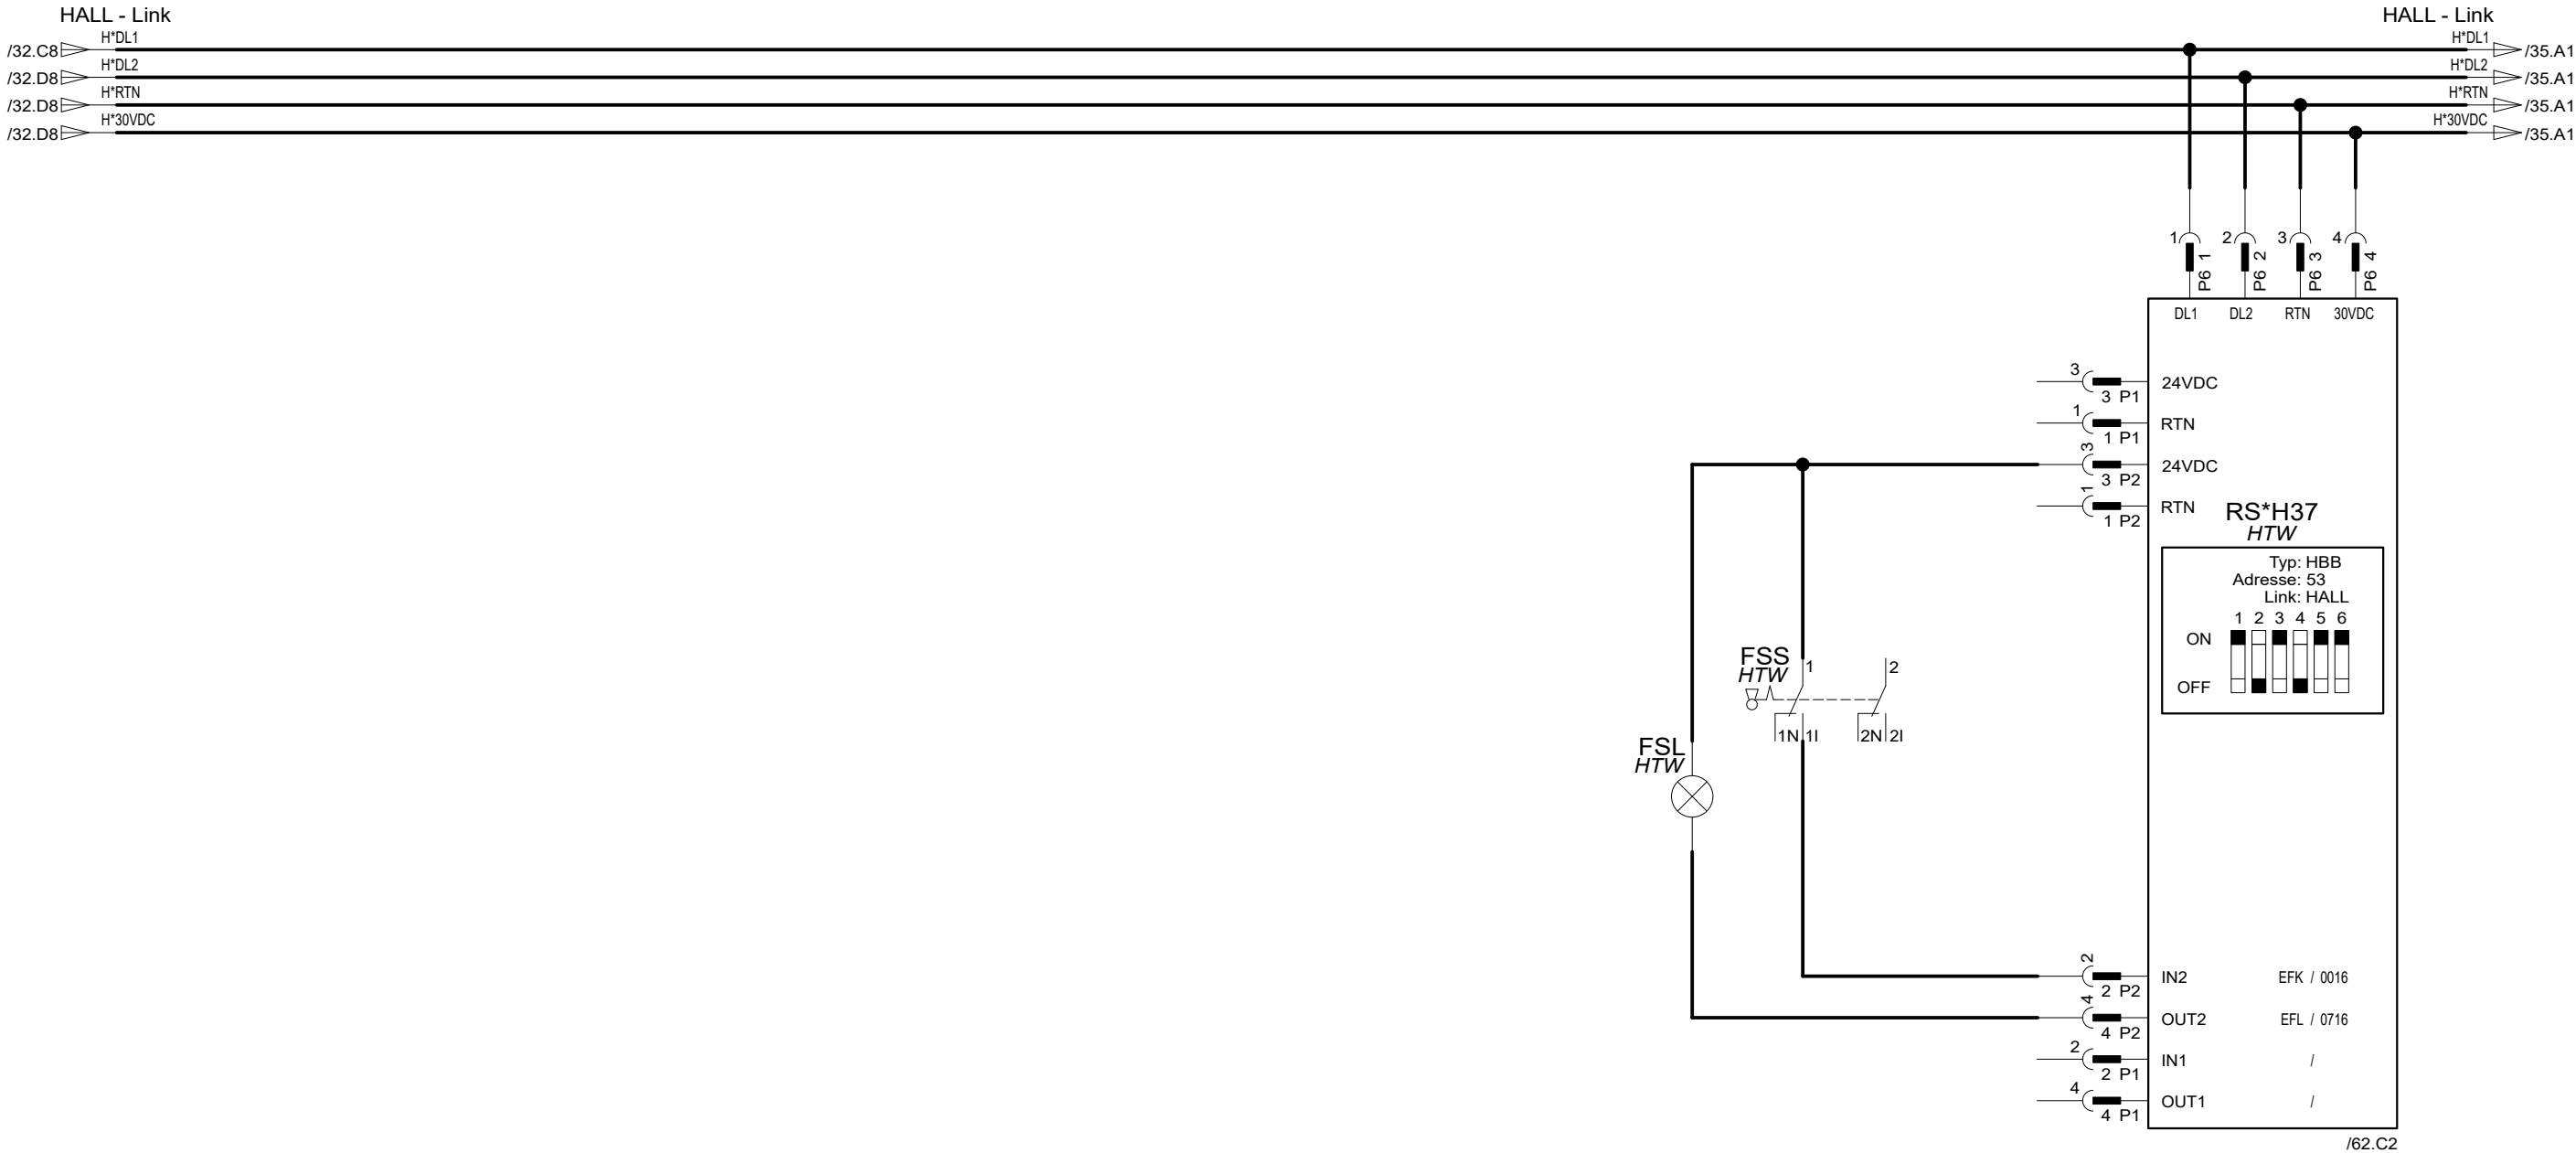 HALL - Link HALL - Link
/32.C8 H*DL1 H*DL1 /35.A1
/32.D8 H*DL2 H*DL2 /35.A1
/32.D8 H*RTN H*RTN /35.A1
/32.D8 H*30VDC H*30VDC /35.A1
1 2 3 4
P6 1 P6 2 P6 3 P6 4
DL1 DL2 RTN 30VDC
3
24VDC
3 P1
1
RTN
1 P1
3
24VDC
3 P2
1
RTN
1 P2
RS*H37
HTW
Typ: HBB
Adresse: 53
Link: HALL
1 2 3 4 5 6
ON
OFF
FSS
HTW
1 2
1N 1I 2N 2I
FSL
HTW
2
IN2 EFK / 0016
2 P2
4
OUT2 EFL / 0716
4 P2
2
IN1 /
2 P1
4
OUT1 /
4 P1
/62.C2